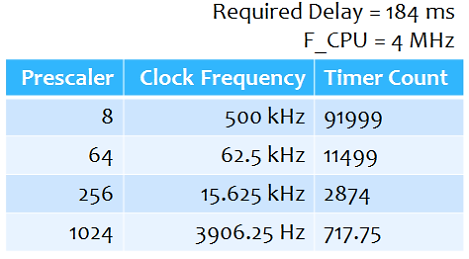 Required Delay = 184 ms
F_CPU = 4 MHz
Prescaler Clock Frequency Timer Count
8 500 kHz 91999
64 62.5 kHz 11499
256 15.625 kHz 2874
1024 3906.25 Hz 717.75